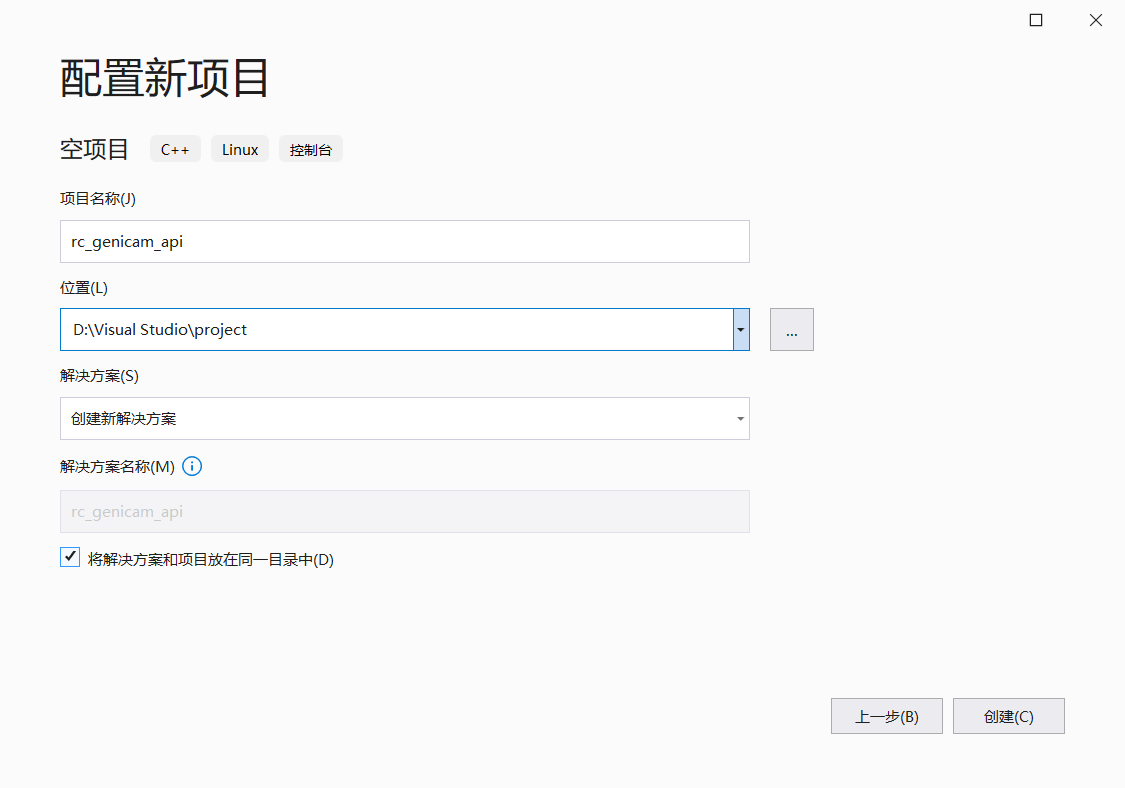 配置新项目
空项目 C++ Linux 控制台
项目名称(J)
rc_genicam_api
位置(L)
D:\Visual Studio\project
...
解决方案(S)
创建新解决方案
解决方案名称(M)
rc_genicam_api
将解决方案和项目放在同一目录中(D)
上一步(B) 创建(C)